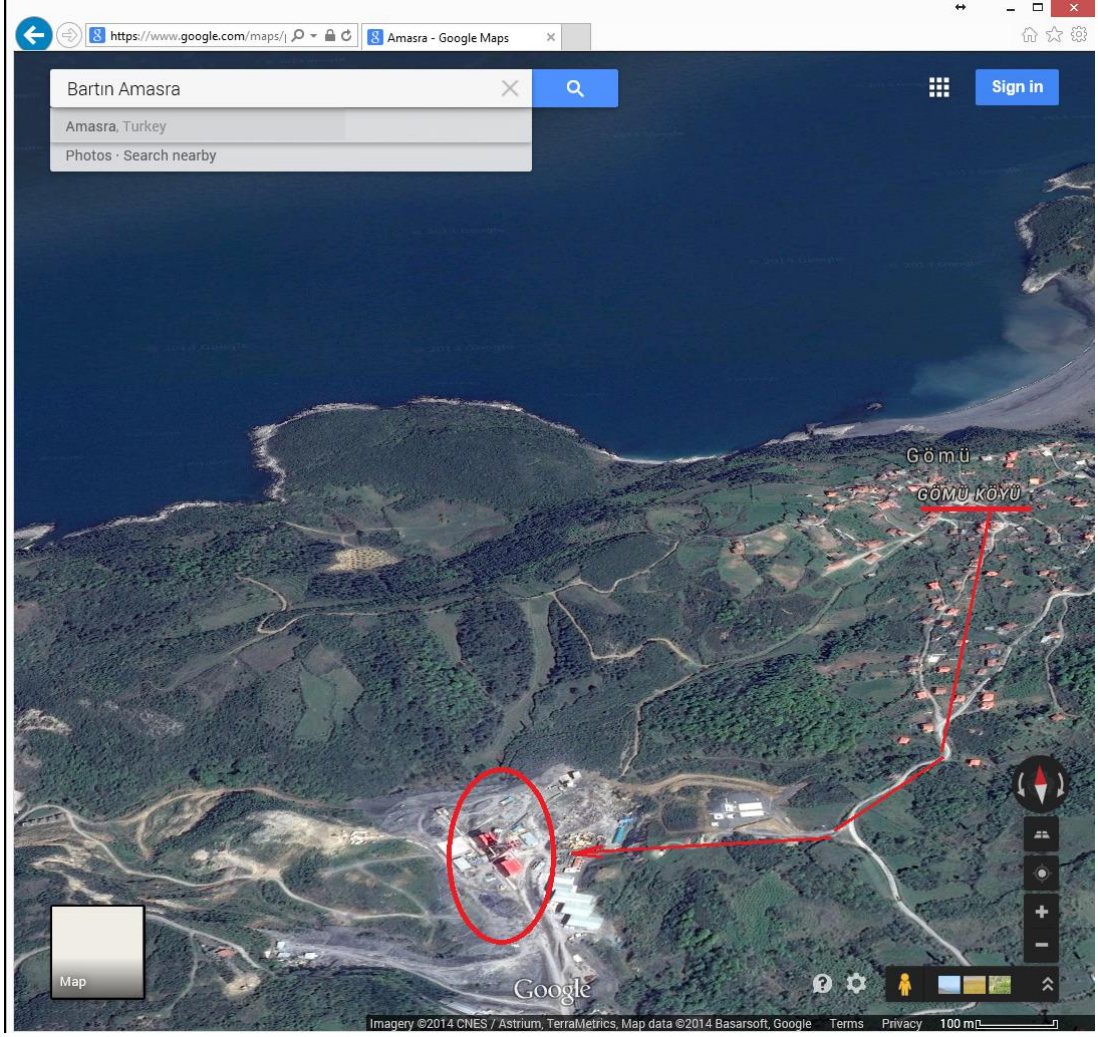 https://www.google.com/maps/p
Amasra - Google Maps
Bartın Amasra
Sign in
Amasra, Turkey
Photos · Search nearby
Gömü
GÖMÜ KÖYÜ
Map
Google
Imagery ©2014 CNES / Astrium, TerraMetrics, Map data ©2014 Basarsoft, Google Terms Privacy 100 m